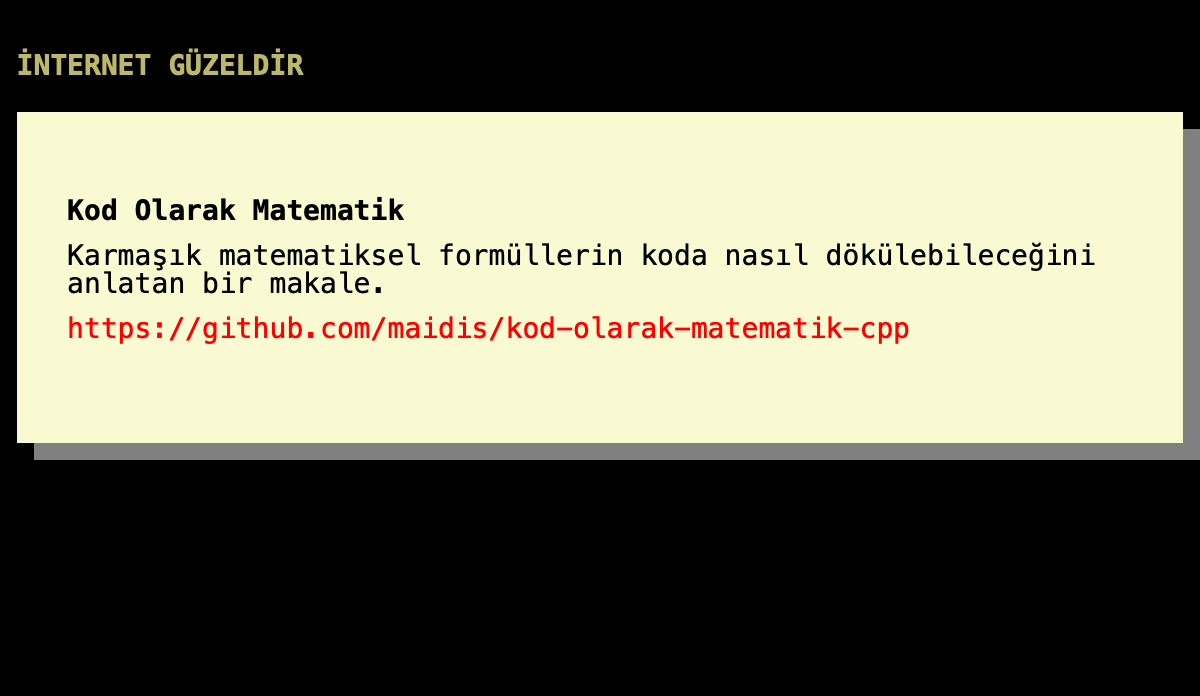 İNTERNET GÜZELDİR
Kod Olarak Matematik
Karmaşık matematiksel formüllerin koda nasıl dökülebileceğini
anlatan bir makale.
https://github.com/maidis/kod-olarak-matematik-cpp